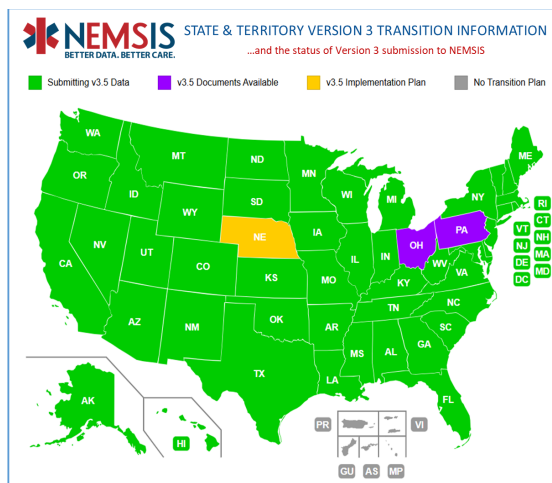 NEMSIS
BETTER DATA. BETTER CARE.
STATE & TERRITORY VERSION 3 TRANSITION INFORMATION
...and the status of Version 3 submission to NEMSIS
Submitting v3.5 Data
v3.5 Documents Available
v3.5 Implementation Plan
No Transition Plan
WA
MT
ND
MN
ME
OR
ID
SD
WI
MI
NY
WY
RI
NE
IA
PA
VT
CT
NV
UT
CO
IL
IN
OH
NJ
NH
CA
KS
MO
KY
WV
VA
DE
MA
DC
MD
AZ
NM
OK
AR
TN
NC
SC
TX
LA
MS
AL
GA
FL
AK
HI
PR
VI
GU
AS
MP